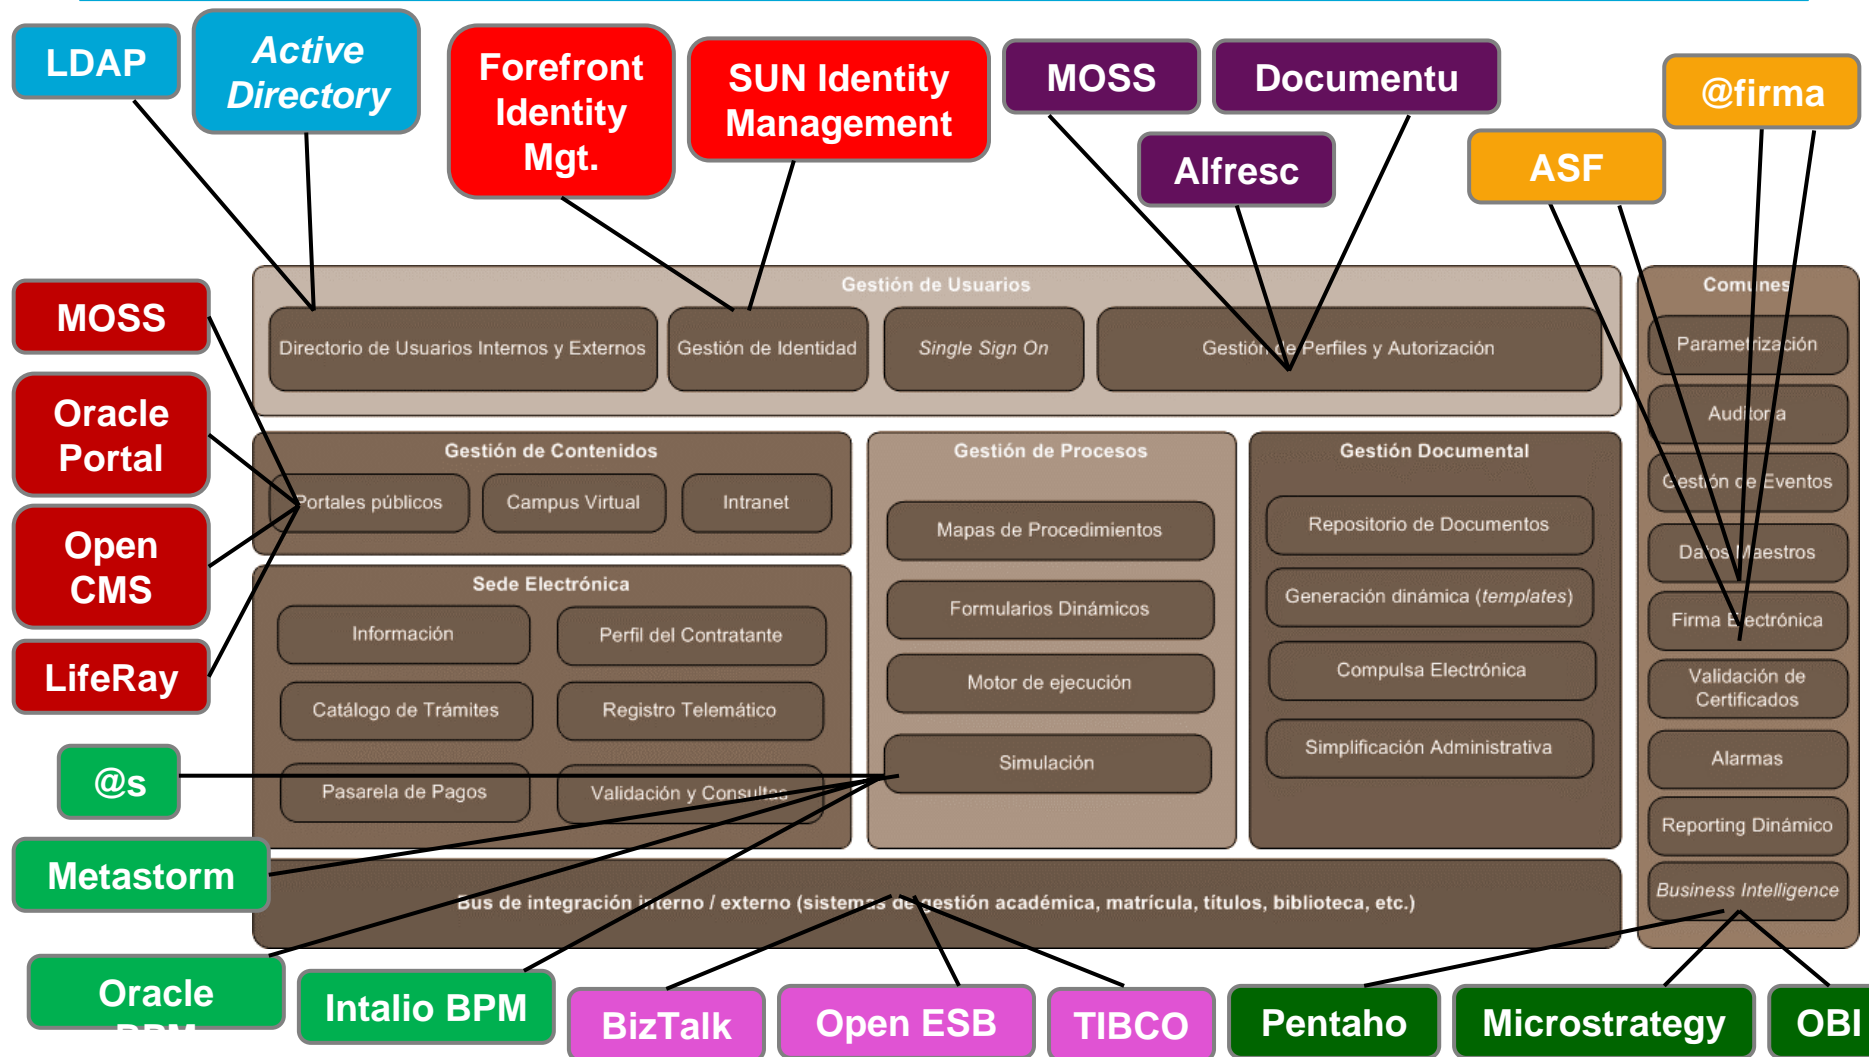 LDAP
Active
Directory
Forefront
Identity
Mgt.
SUN Identity
Management
MOSS
Documentu
Alfresc
ASF
@firma
MOSS
Oracle
Portal
Open
CMS
LifeRay
@s
Metastorm
Oracle
BPM
Intalio BPM
BizTalk
Open ESB
TIBCO
Pentaho
Microstrategy
OBI
Gestión de Usuarios
Directorio de Usuarios Internos y Externos
Gestión de Identidad
Single Sign On
Gestión de Perfiles y Autorización
Gestión de Contenidos
Portales públicos
Campus Virtual
Intranet
Sede Electrónica
Información
Perfil del Contratante
Catálogo de Trámites
Registro Telemático
Pasarela de Pagos
Validación y Consultas
Gestión de Procesos
Mapas de Procedimientos
Formularios Dinámicos
Motor de ejecución
Simulación
Gestión Documental
Repositorio de Documentos
Generación dinámica (templates)
Compulsa Electrónica
Simplificación Administrativa
Comunes
Parametrización
Auditoria
Gestión de Eventos
Datos Maestros
Firma Electrónica
Validación de
Certificados
Alarmas
Reporting Dinámico
Business Intelligence
Bus de integración interno / externo (sistemas de gestión académica, matrícula, títulos, biblioteca, etc.)